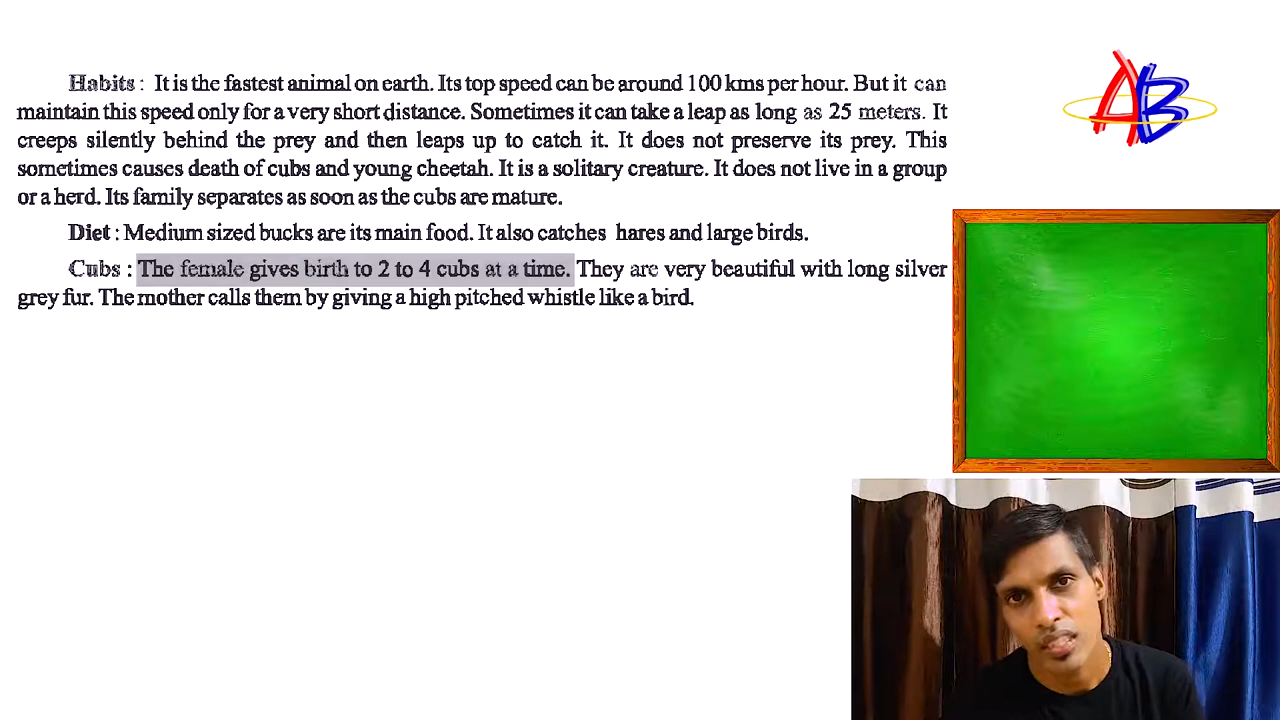 Habits : It is the fastest animal on earth. Its top speed can be around 100 kms per hour. But it can
maintain this speed only for a very short distance. Sometimes it can take a leap as long as 25 meters. It
creeps silently behind the prey and then leaps up to catch it. It does not preserve its prey. This
sometimes causes death of cubs and young cheetah. It is a solitary creature. It does not live in a group
or a herd. Its family separates as soon as the cubs are mature.
Diet : Medium sized bucks are its main food. It also catches hares and large birds.
Cubs : The female gives birth to 2 to 4 cubs at a time. They are very beautiful with long silver
grey fur. The mother calls them by giving a high pitched whistle like a bird.
AB